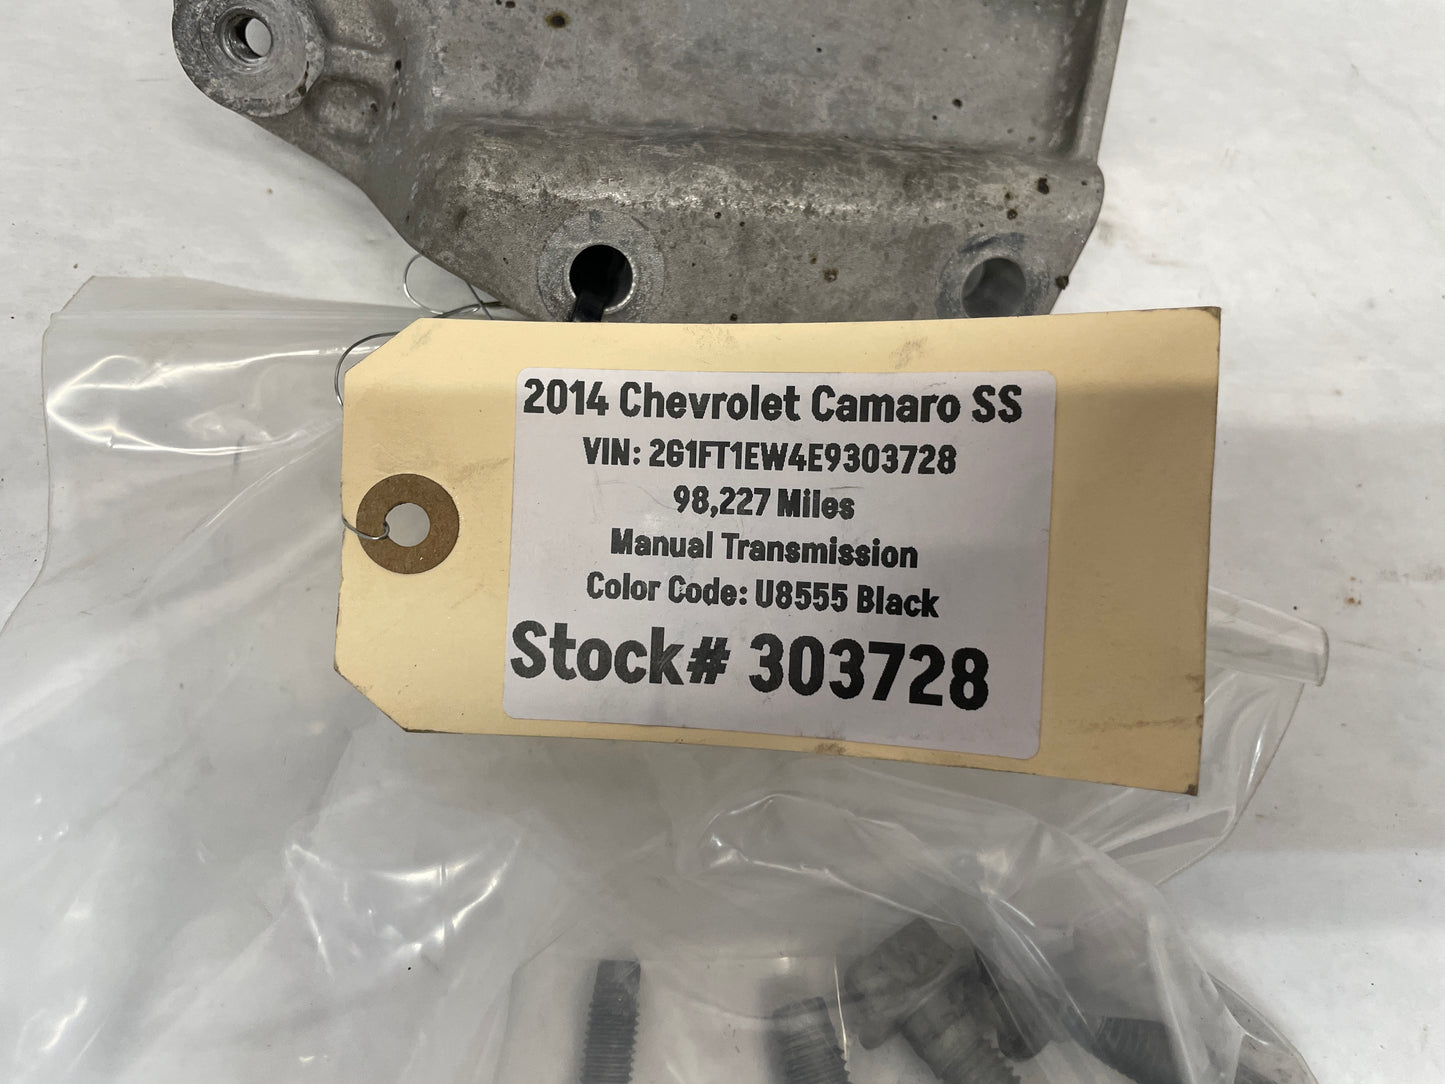 2014 Chevrolet Camaro SS
VIN: 2G1FT1EW4E9303728
98,227 Miles
Manual Transmission
Color Code: U8555 Black
Stock# 303728